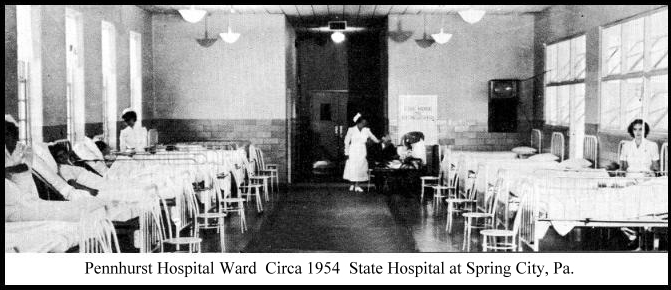 Pennhurst Hospital Ward Circa 1954 State Hospital at Spring City, Pa.